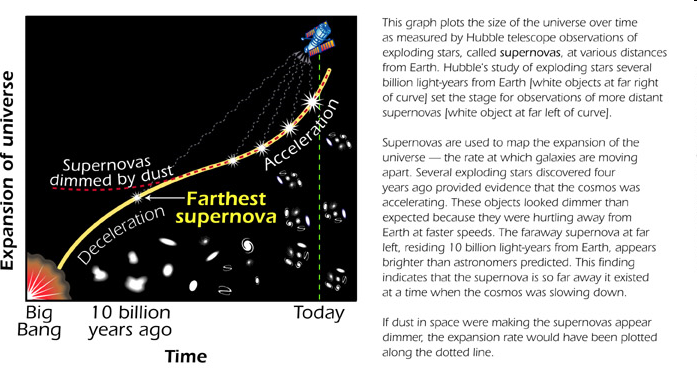 Expansion of universe
Supernovas
dimmed by dust
Farthest
supernova
Deceleration
Acceleration
Big
Bang
10 billion
years ago
Today
Time
This graph plots the size of the universe over time
as measured by Hubble telescope observations of
exploding stars, called supernovas, at various distances
from Earth. Hubble's study of exploding stars several
billion light-years from Earth [white objects at far right
of curve] set the stage for observations of more distant
supernovas [white object at far left of curve].
Supernovas are used to map the expansion of the
universe — the rate at which galaxies are moving
apart. Several exploding stars discovered four
years ago provided evidence that the cosmos was
accelerating. These objects looked dimmer than
expected because they were hurtling away from
Earth at faster speeds. The faraway supernova at far
left, residing 10 billion light-years from Earth, appears
brighter than astronomers predicted. This finding
indicates that the supernova is so far away it existed
at a time when the cosmos was slowing down.
If dust in space were making the supernovas appear
dimmer, the expansion rate would have been plotted
along the dotted line.